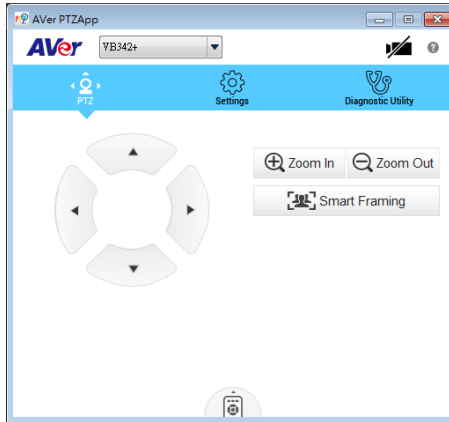 AVer PTZApp
AVer
VB342+
PTZ
Settings
Diagnostic Utility
Zoom In
Zoom Out
Smart Framing